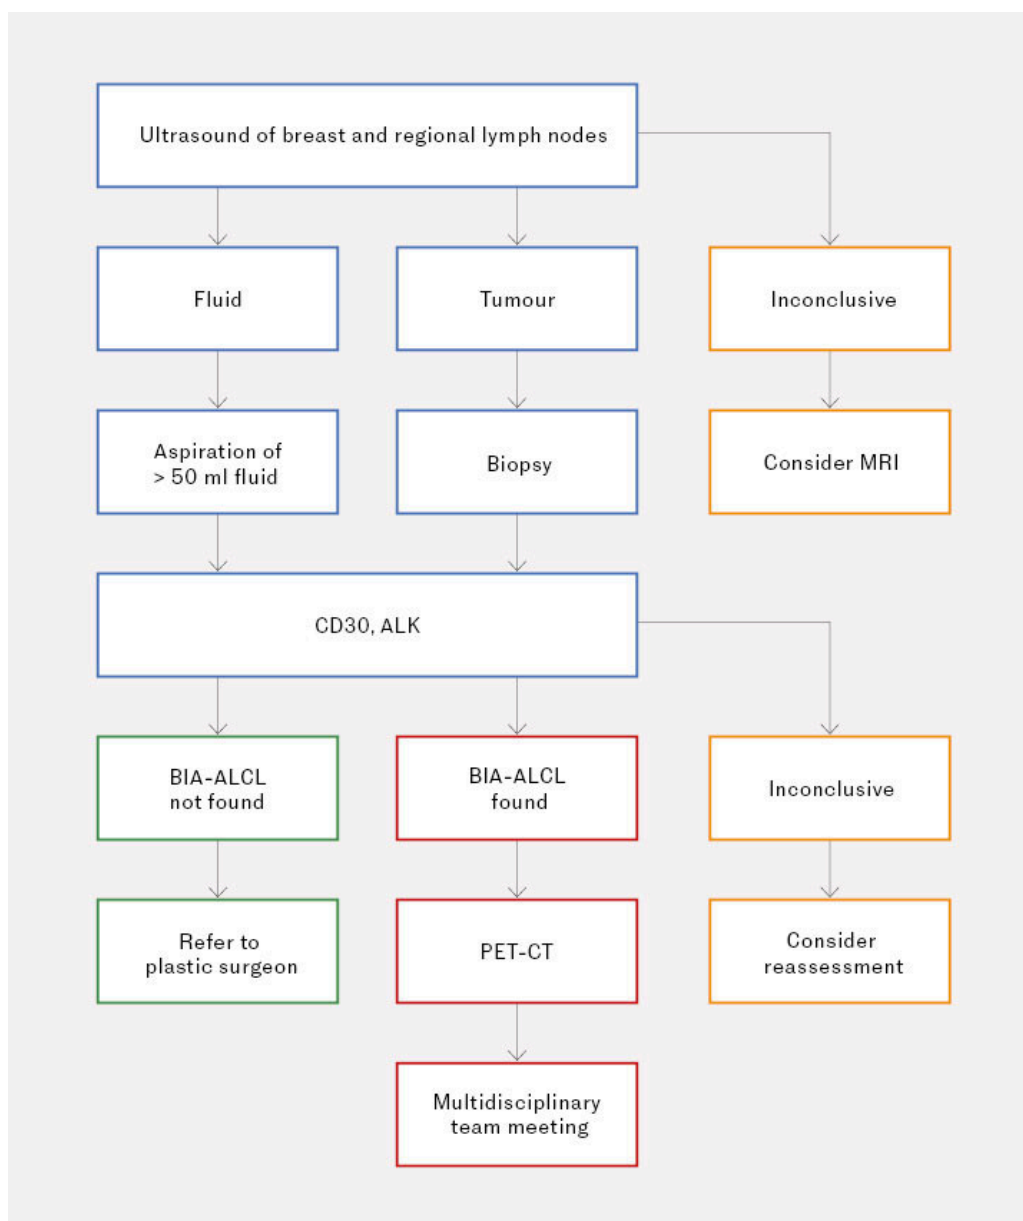 Ultrasound of breast and regional lymph nodes
Fluid
Tumour
Inconclusive
Aspiration of
> 50 ml fluid
Biopsy
Consider MRI
CD30, ALK
BIA-ALCL
not found
BIA-ALCL
found
Inconclusive
Refer to
plastic surgeon
PET-CT
Consider
reassessment
Multidisciplinary
team meeting